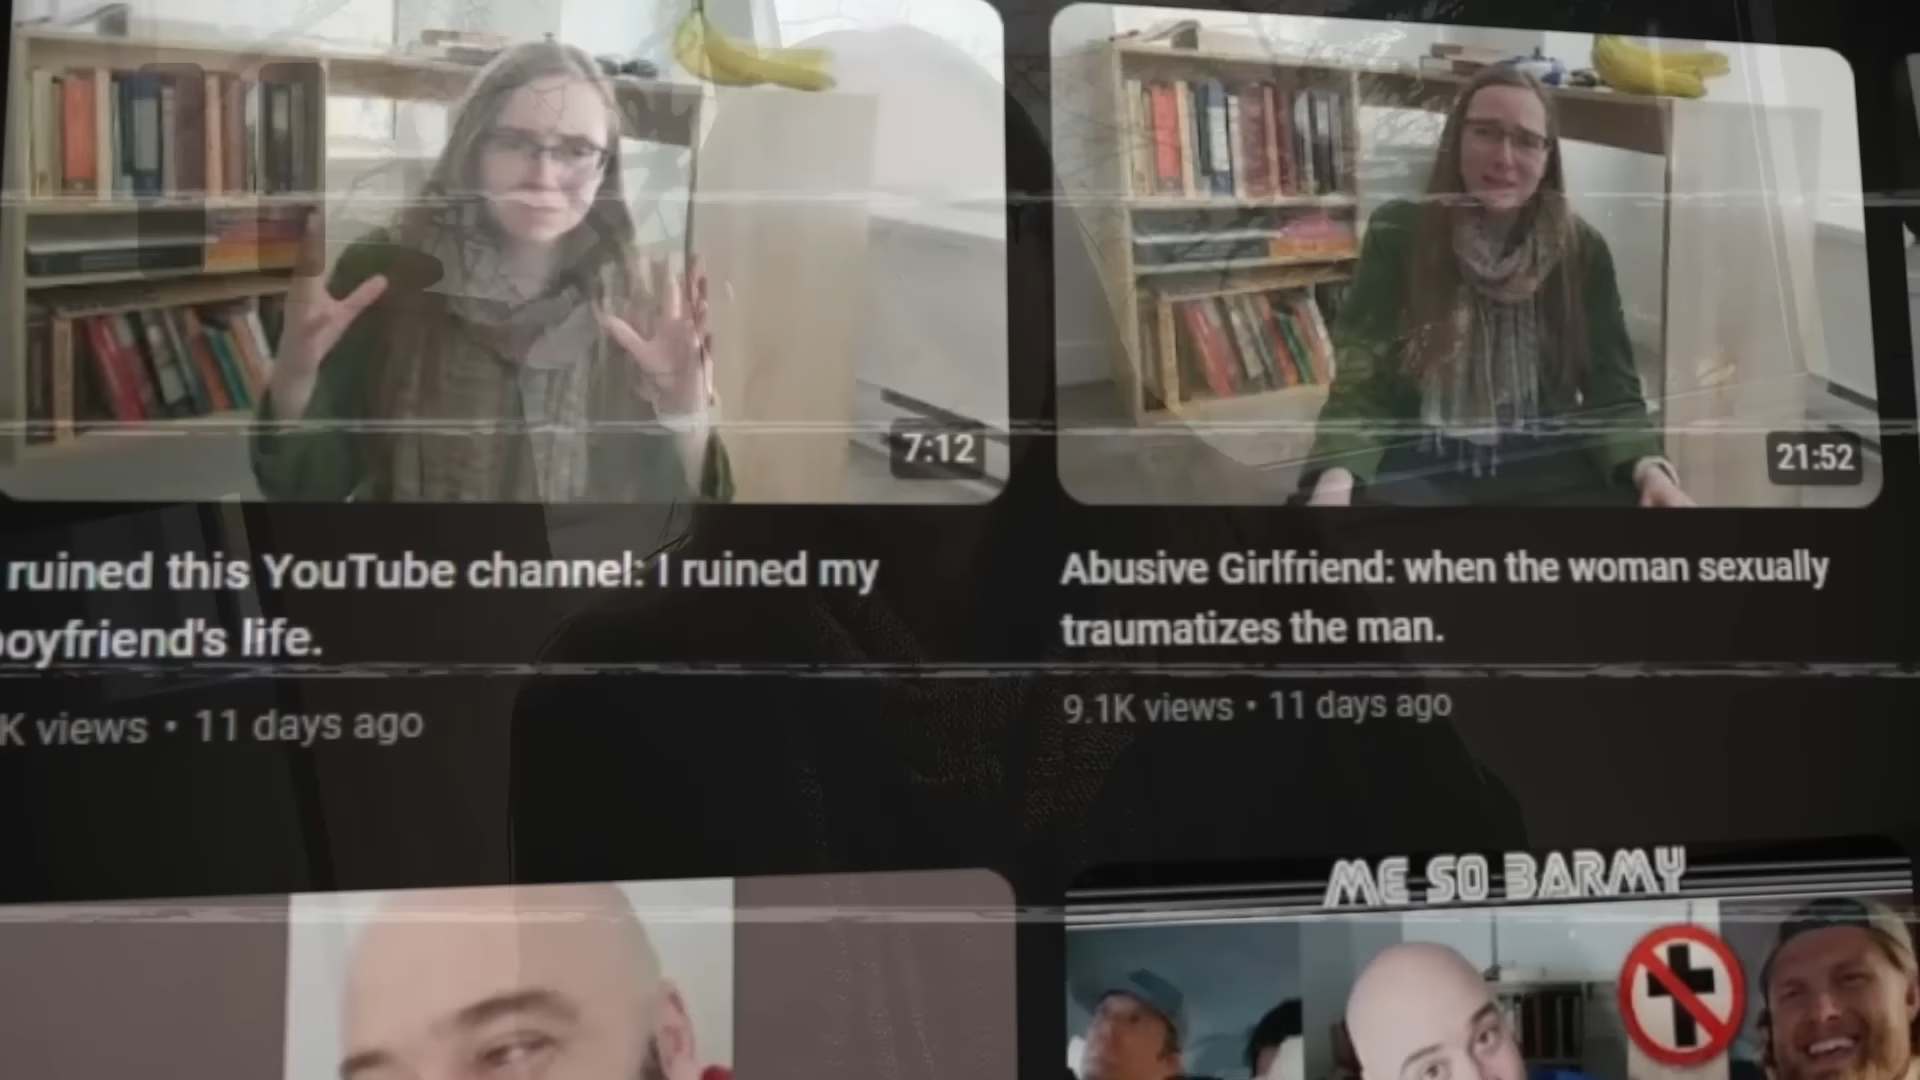 7:12
21:52
ruined this YouTube channel: I ruined my
boyfriend's life.
Abusive Girlfriend: when the woman sexually
traumatizes the man.
K views • 11 days ago
9.1K views • 11 days ago
ME SO BARMY